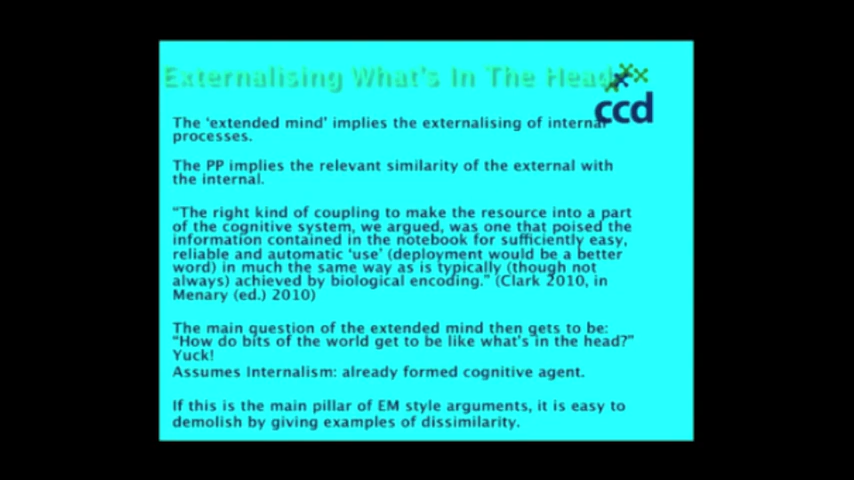 Externalising What's In The Head
ccd
The ‘extended mind’ implies the externalising of internal
processes.
The PP implies the relevant similarity of the external with
the internal.
“The right kind of coupling to make the resource into a part
of the cognitive system, we argued, was one that poised the
information contained in the notebook for sufficiently easy,
reliable and automatic ‘use’ (deployment would be a better
word) in much the same way as is typically (though not
always) achieved by biological encoding.” (Clark 2010, in
Menary (ed.) 2010)
The main question of the extended mind then gets to be:
“How do bits of the world get to be like what’s in the head?”
Yuck!
Assumes Internalism: already formed cognitive agent.
If this is the main pillar of EM style arguments, it is easy to
demolish by giving examples of dissimilarity.